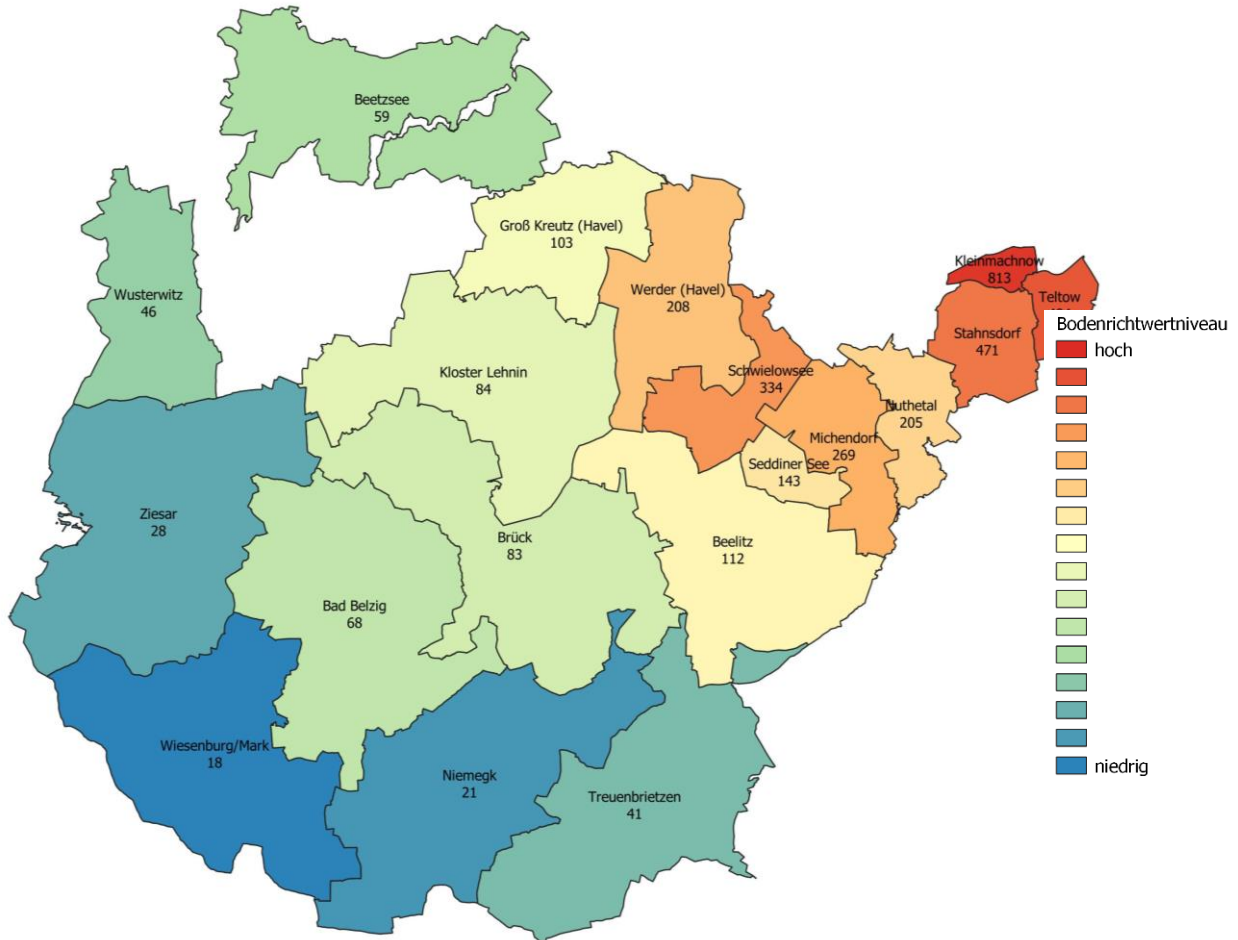 Beetzsee
59
Groß Kreutz (Havel)
103
Kleinmachnow
813
Wusterwitz
46
Werder (Havel)
208
Teltow
Stahnsdorf
471
Bodenrichtwertniveau
hoch
Kloster Lehnin
84
Schwielowsee
334
Nuthetal
205
Michendorf
269
Seddiner See
143
Ziesar
28
Brück
83
Beelitz
112
Bad Belzig
68
Wiesenburg/Mark
18
Niemegk
21
Treuenbrietzen
41
niedrig